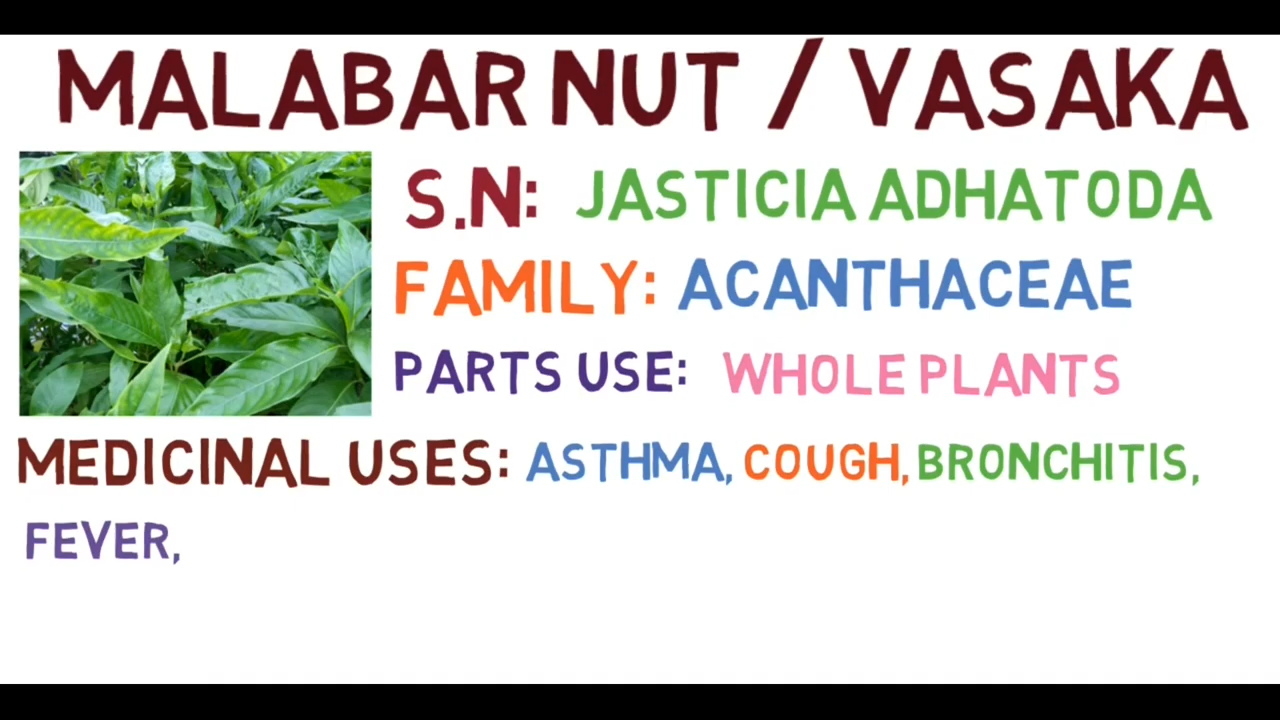 MALABAR NUT / VASAKA
S.N: JASTICIA ADHATODA
FAMILY: ACANTHACEAE
PARTS USE: WHOLE PLANTS
MEDICINAL USES: ASTHMA, COUGH, BRONCHITIS,
FEVER,